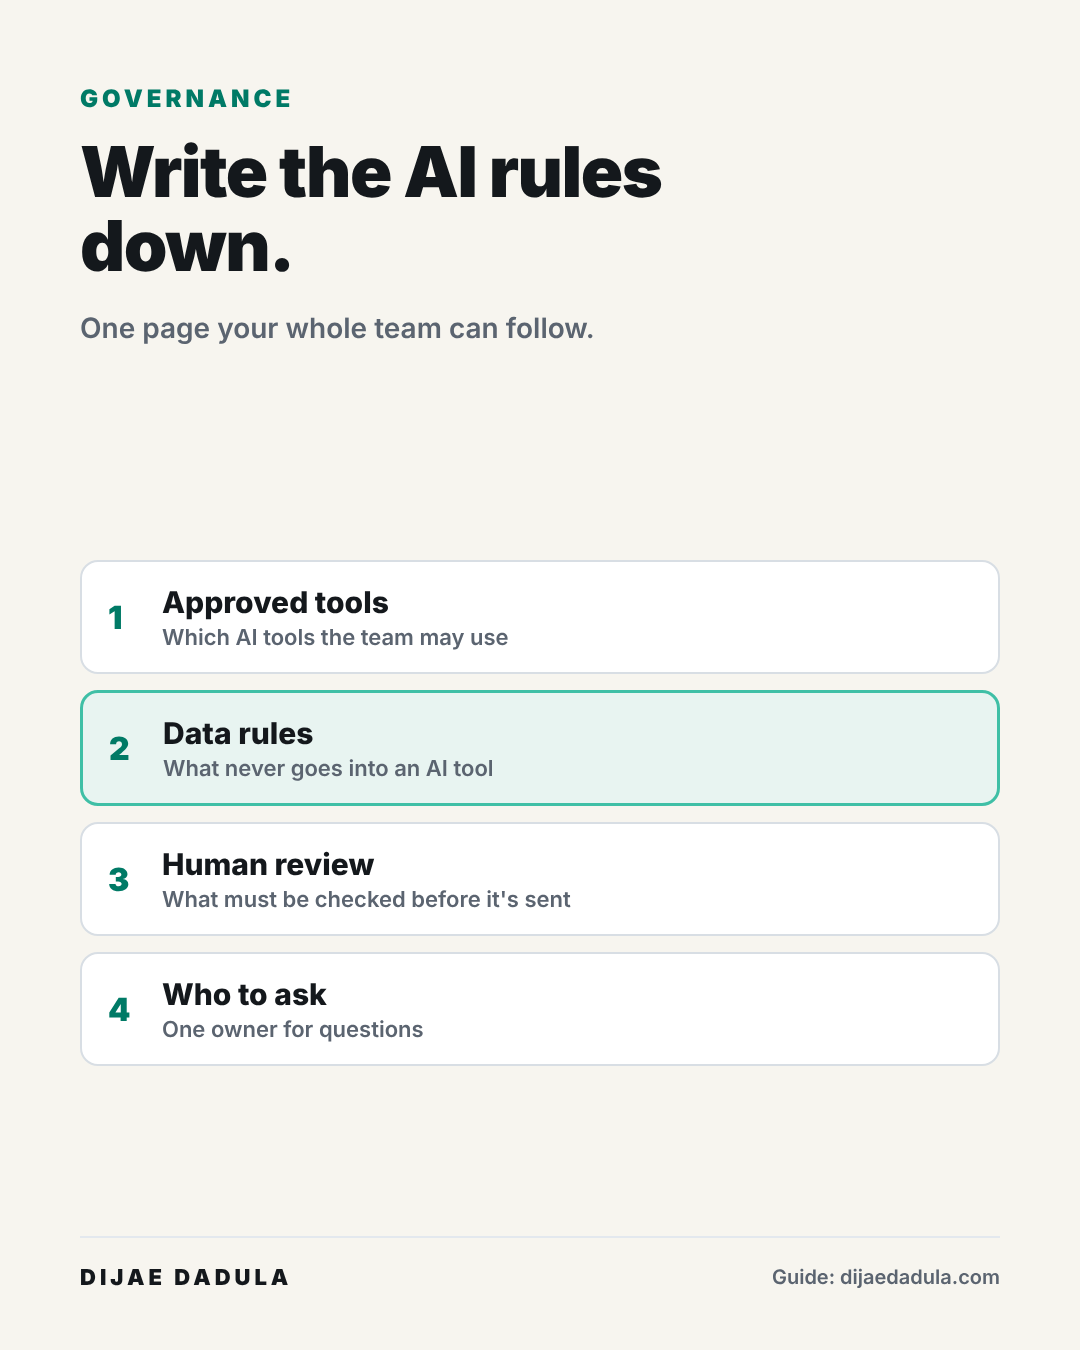 GOVERNANCE
Write the AI rules
down.
One page your whole team can follow.
1
Approved tools
Which AI tools the team may use
2
Data rules
What never goes into an AI tool
3
Human review
What must be checked before it's sent
4
Who to ask
One owner for questions
DIJAE DADULA
Guide: dijaedadula.com